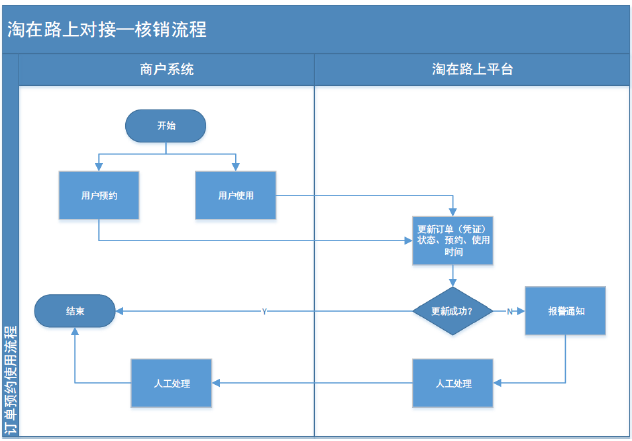 淘在路上对接—核销流程
商户系统
淘在路上平台
开始
用户预约
用户使用
更新订单（凭证）
状态、预约、使用
时间
结束
Y
更新成功?
N
报警通知
人工处理
人工处理
订单预约使用流程